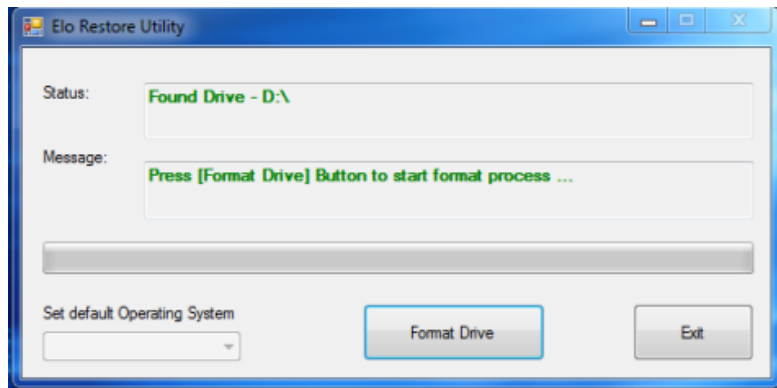 Elo Restore Utility
Status:
Found Drive - D:\
Message:
Press [Format Drive] Button to start format process ...
Set default Operating System
Format Drive
Exit